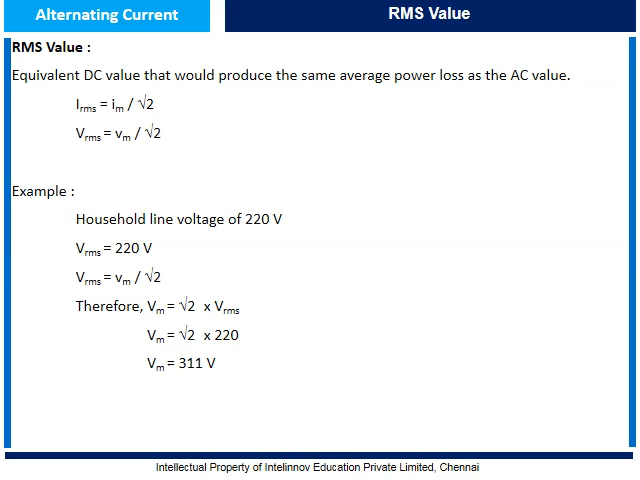 Alternating Current
RMS Value
RMS Value :
Equivalent DC value that would produce the same average power loss as the AC value.
Irms = im / √2
Vrms = vm / √2
Example :
Household line voltage of 220 V
Vrms = 220 V
Vrms = vm / √2
Therefore, Vm = √2 x Vrms
Vm = √2 x 220
Vm = 311 V
Intellectual Property of Intelinnov Education Private Limited, Chennai